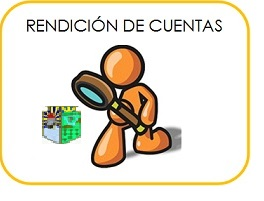 RENDICIÓN DE CUENTAS